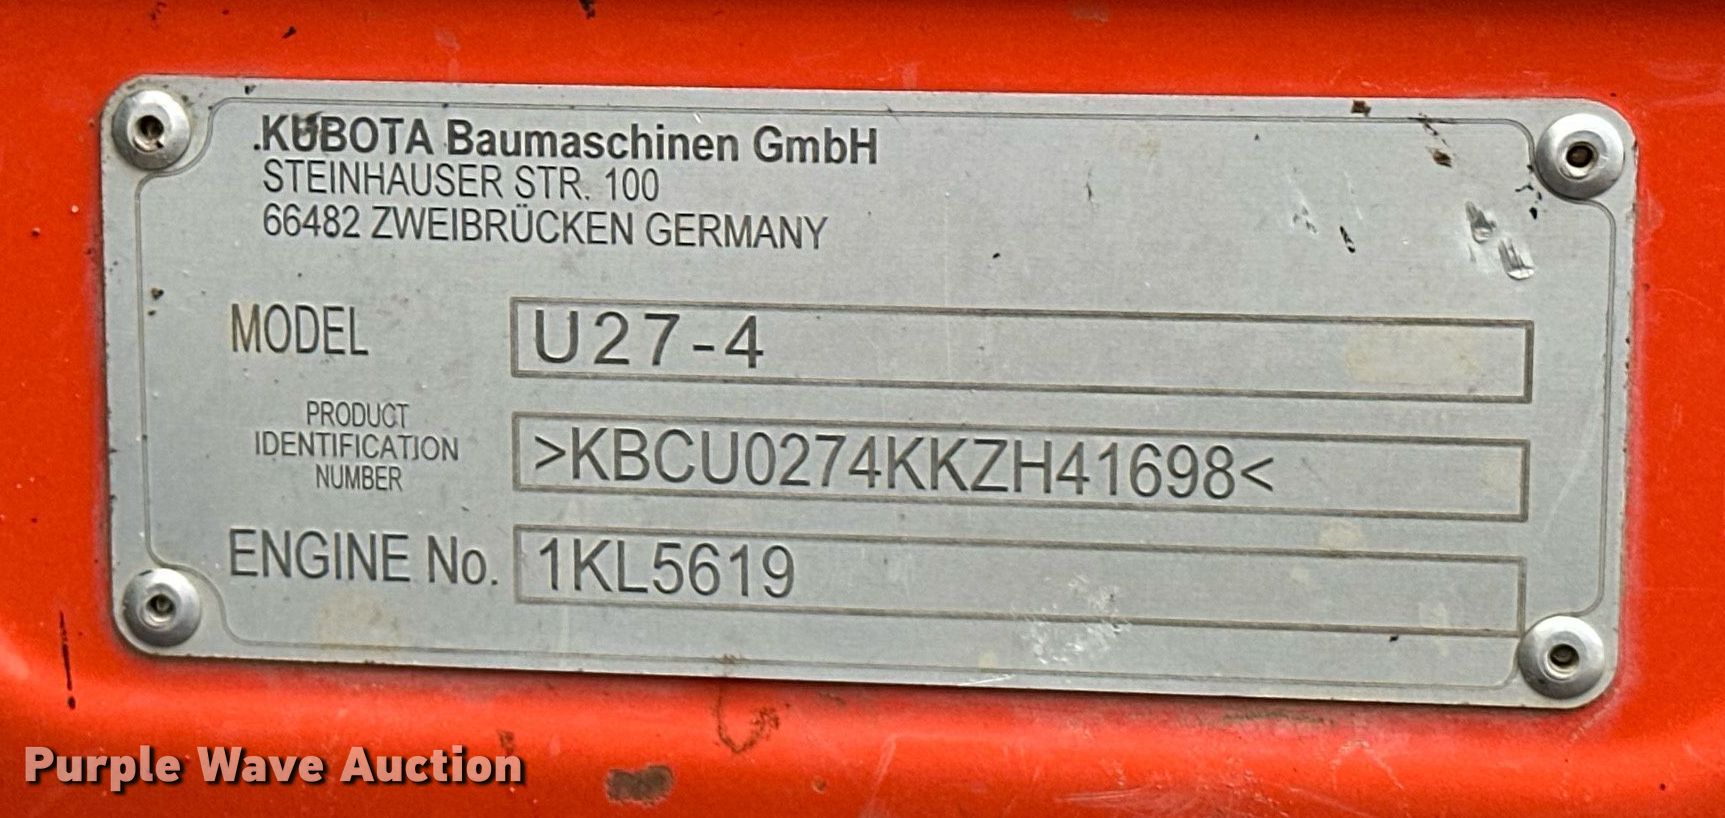 KUBOTA Baumaschinen GmbH
STEINHAUSER STR. 100
66482 ZWEIBRÜCKEN GERMANY
MODEL U27-4
PRODUCT
IDENTIFICATION
NUMBER
>KBCU0274KKZH41698<
ENGINE No. 1KL5619
Purple Wave Auction